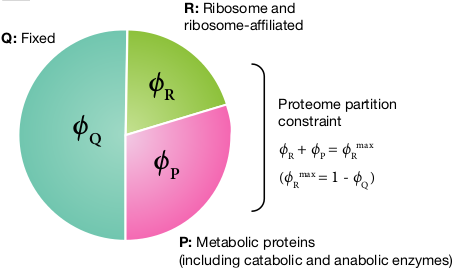 R: Ribosome and
ribosome-affiliated
Q: Fixed
ϕR
ϕQ
ϕP
Proteome partition
constraint
ϕR + ϕP = ϕRmax
(ϕRmax = 1 - ϕQ)
P: Metabolic proteins
(including catabolic and anabolic enzymes)